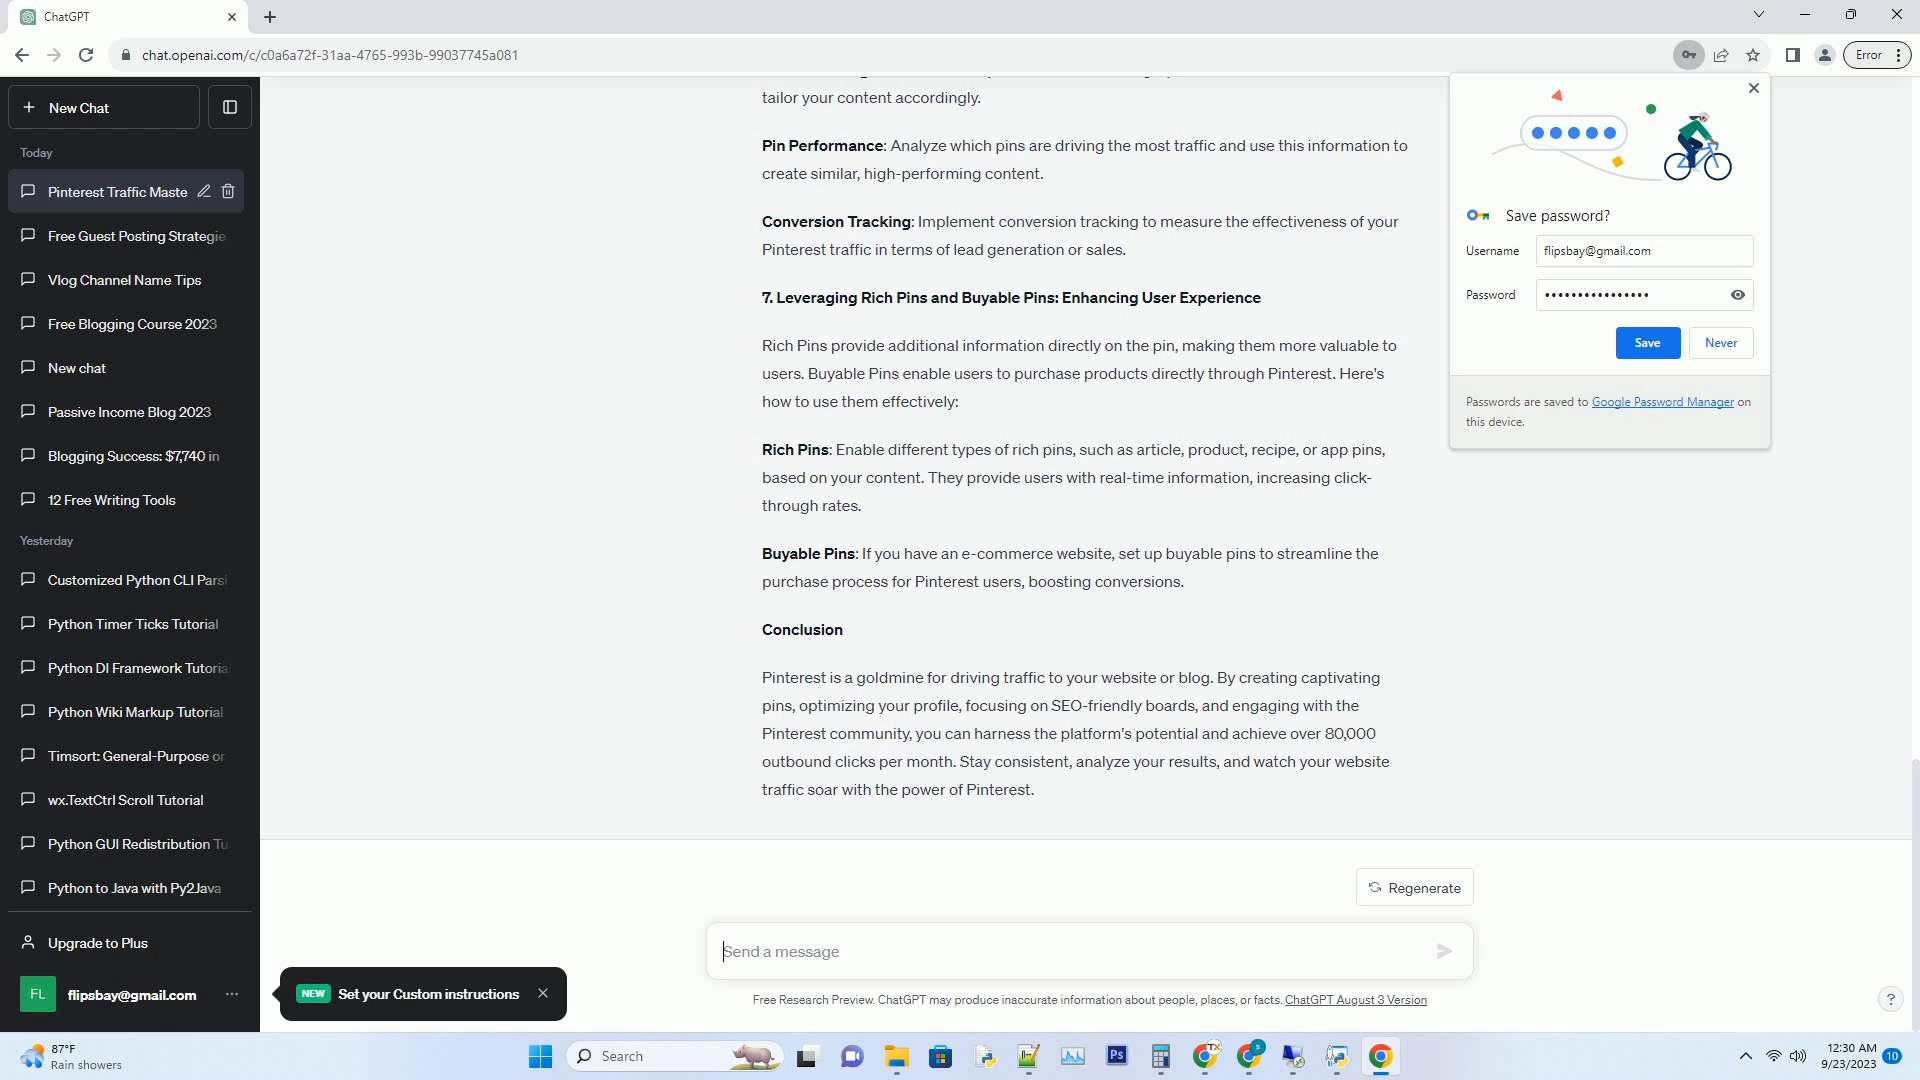 ChatGPT
chat.openai.com/c/c0a6a72f-31aa-4765-993b-99037745a081
Error
New Chat
Today
Pinterest Traffic Maste
Free Guest Posting Strategie
Vlog Channel Name Tips
Free Blogging Course 2023
New chat
Passive Income Blog 2023
Blogging Success: $7,740 in
12 Free Writing Tools
Yesterday
Customized Python CLI Parsi
Python Timer Ticks Tutorial
Python DI Framework Tutoria
Python Wiki Markup Tutorial
Timsort: General-Purpose or
wx.TextCtrl Scroll Tutorial
Python GUI Redistribution Tu
Python to Java with Py2Java
Upgrade to Plus
FL
flipsbay@gmail.com
tailor your content accordingly.
Pin Performance: Analyze which pins are driving the most traffic and use this information to
create similar, high-performing content.
Conversion Tracking: Implement conversion tracking to measure the effectiveness of your
Pinterest traffic in terms of lead generation or sales.
7. Leveraging Rich Pins and Buyable Pins: Enhancing User Experience
Rich Pins provide additional information directly on the pin, making them more valuable to
users. Buyable Pins enable users to purchase products directly through Pinterest. Here's
how to use them effectively:
Rich Pins: Enable different types of rich pins, such as article, product, recipe, or app pins,
based on your content. They provide users with real-time information, increasing click-
through rates.
Buyable Pins: If you have an e-commerce website, set up buyable pins to streamline the
purchase process for Pinterest users, boosting conversions.
Conclusion
Pinterest is a goldmine for driving traffic to your website or blog. By creating captivating
pins, optimizing your profile, focusing on SEO-friendly boards, and engaging with the
Pinterest community, you can harness the platform's potential and achieve over 80,000
outbound clicks per month. Stay consistent, analyze your results, and watch your website
traffic soar with the power of Pinterest.
Save password?
Username
flipsbay@gmail.com
Password
••••••••••••••••
Save
Never
Passwords are saved to Google Password Manager on
this device.
Regenerate
Send a message
NEW Set your Custom instructions
Free Research Preview. ChatGPT may produce inaccurate information about people, places, or facts. ChatGPT August 3 Version
?
87°F
Rain showers
Search
Ps
TX
S
12:30 AM
9/23/2023
10